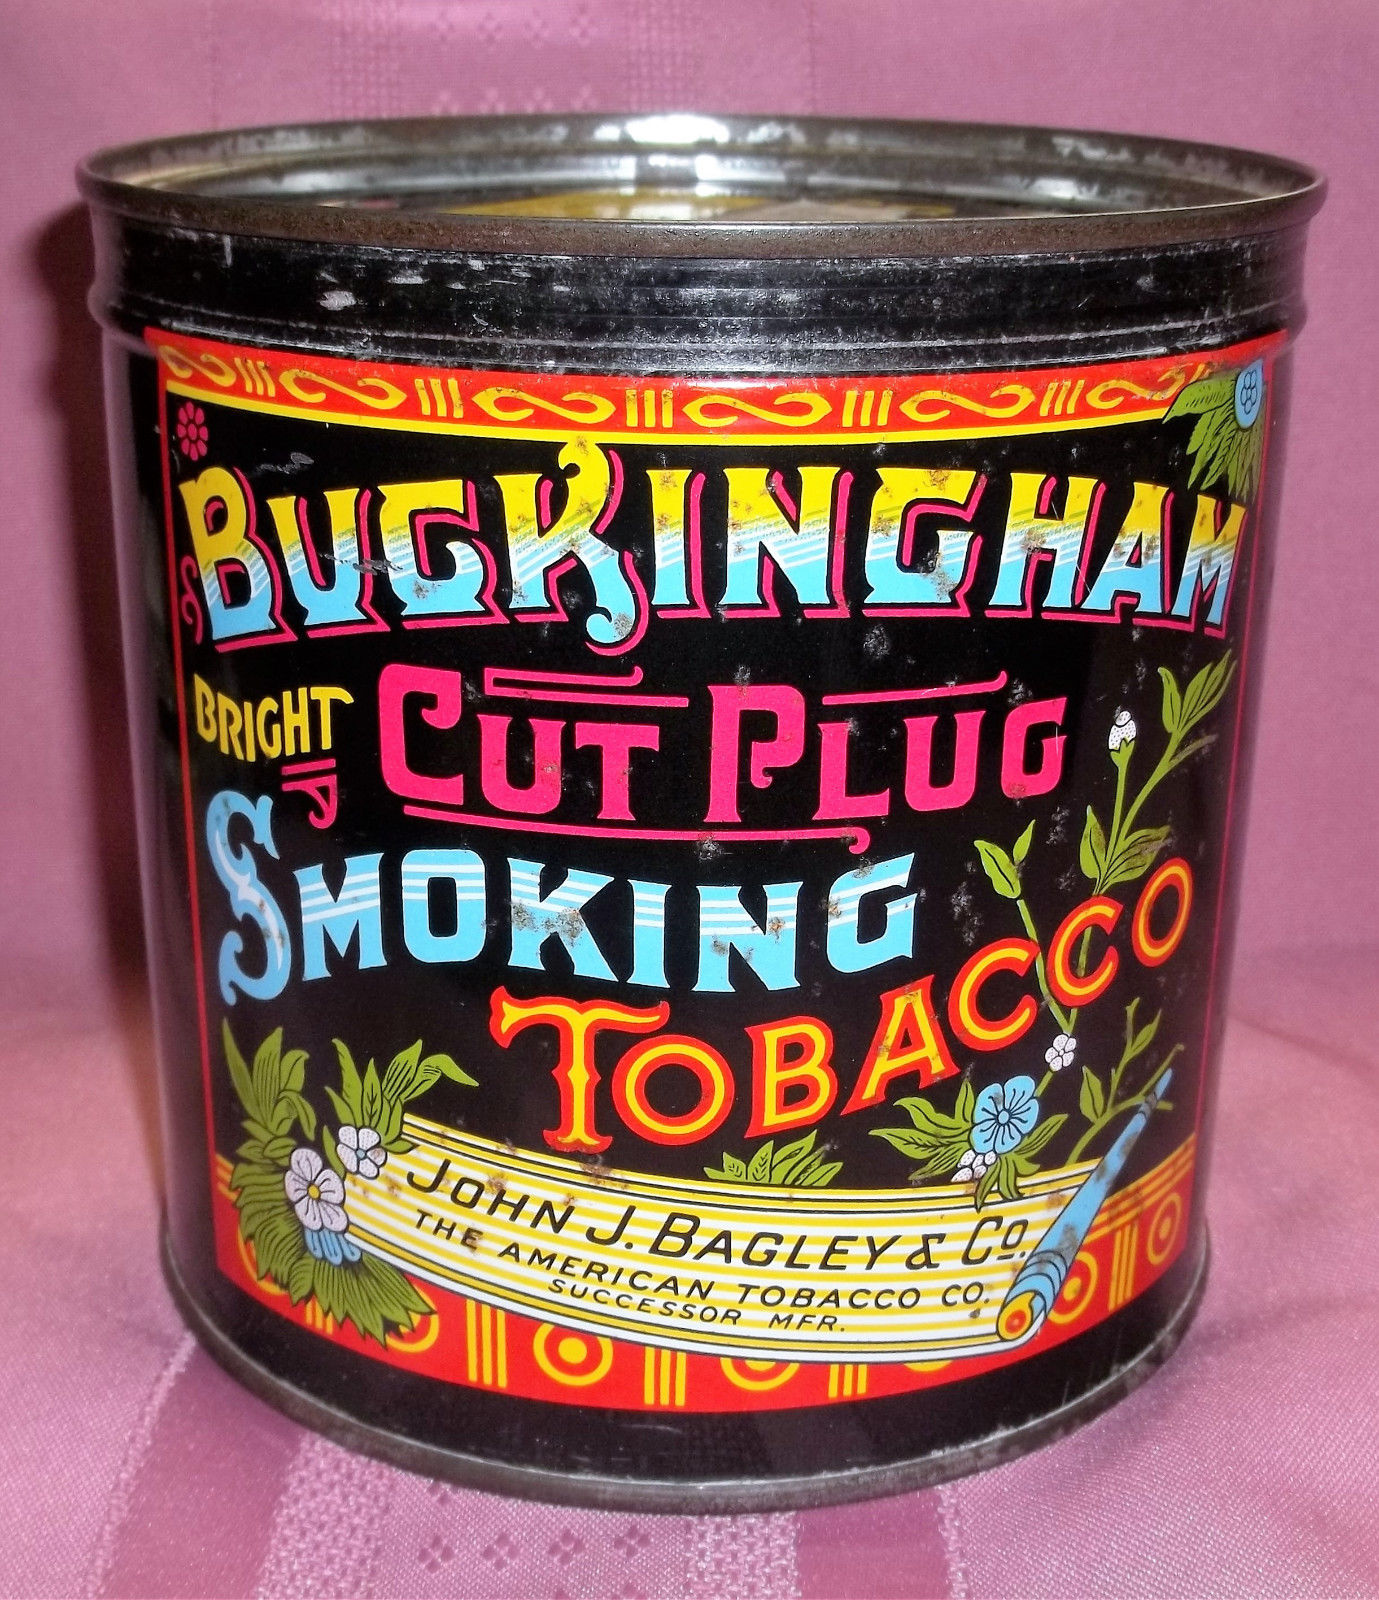 BUCKINGHAM
BRIGHT CUT PLUG
SMOKING
TOBACCO
JOHN J. BAGLEY & Co.
THE AMERICAN TOBACCO CO.
SUCCESSOR MFR.